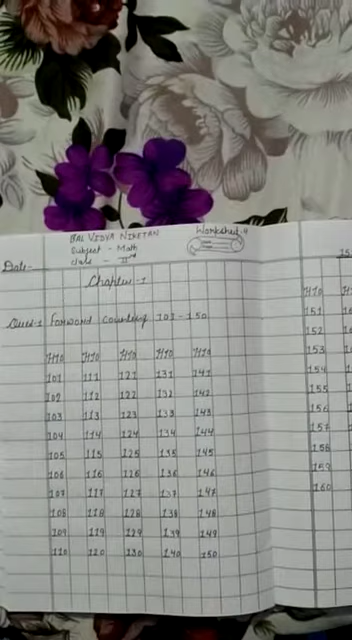 BAL VIDYA NIKETAN
Worksheet-4
Subject - Math
Class - IInd
Date-
Chapter-1
Ques-1 Forward Counting 101-150
HTO HTO HTO HTO HTO
101 111 121 131 141
102 112 122 132 142
103 113 123 133 143
104 114 124 134 144
105 115 125 135 145
106 116 126 136 146
107 117 127 137 147
108 118 128 138 148
109 119 129 139 149
110 120 130 140 150
HTO
151
152
153
154
155
156
157
158
159
160